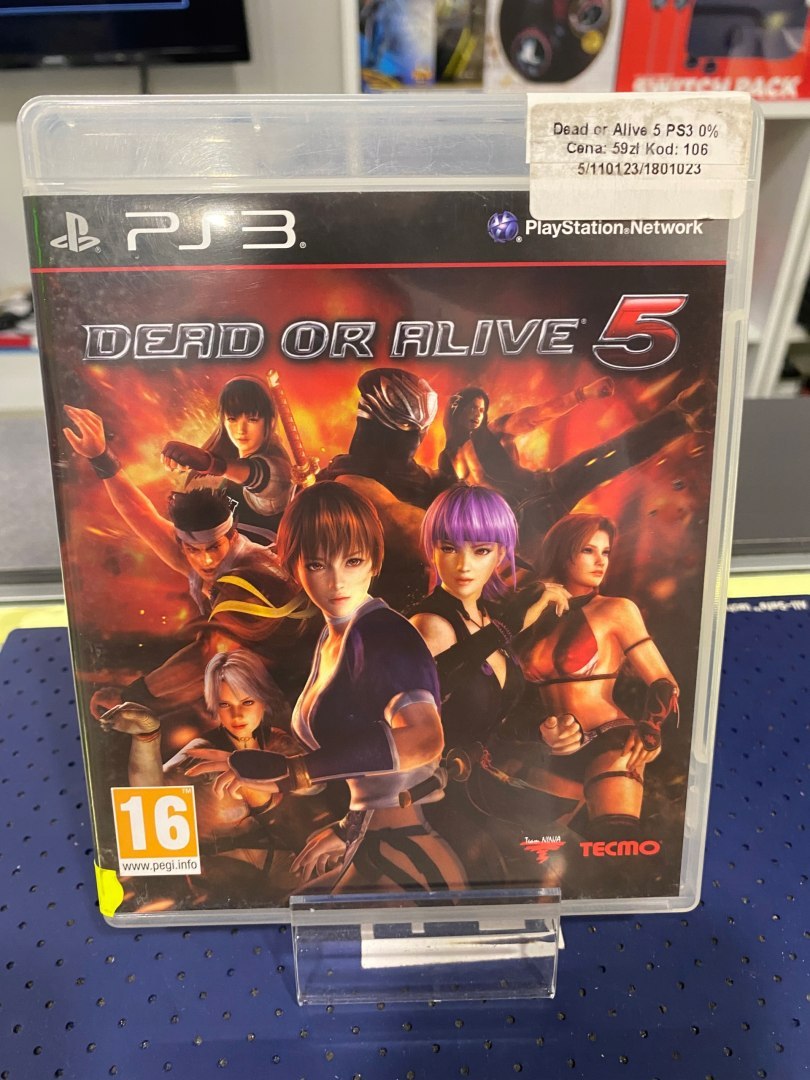 SWITCH PACK
Dead or Alive 5 PS3 0%
Cena: 59zł Kod: 106
5/110123/1801023
PS3
PlayStation®Network
DEAD OR ALIVE 5
16
www.pegi.info
Team NINJA
TECMO